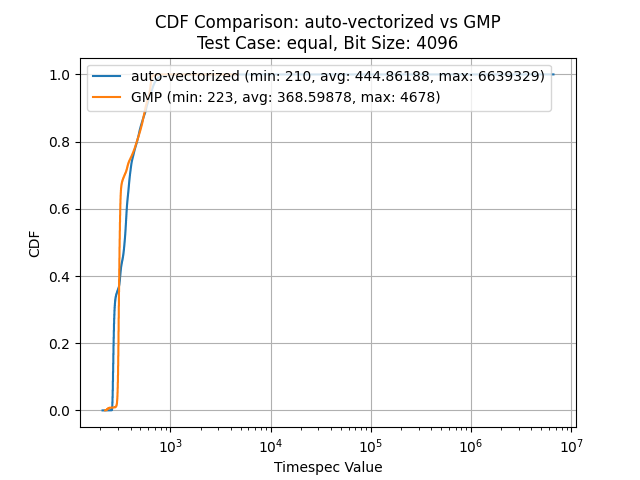 CDF Comparison: auto-vectorized vs GMP
Test Case: equal, Bit Size: 4096
auto-vectorized (min: 210, avg: 444.86188, max: 6639329)
GMP (min: 223, avg: 368.59878, max: 4678)
CDF
1.0
0.8
0.6
0.4
0.2
0.0
10³ 10⁴ 10⁵ 10⁶ 10⁷
Timespec Value